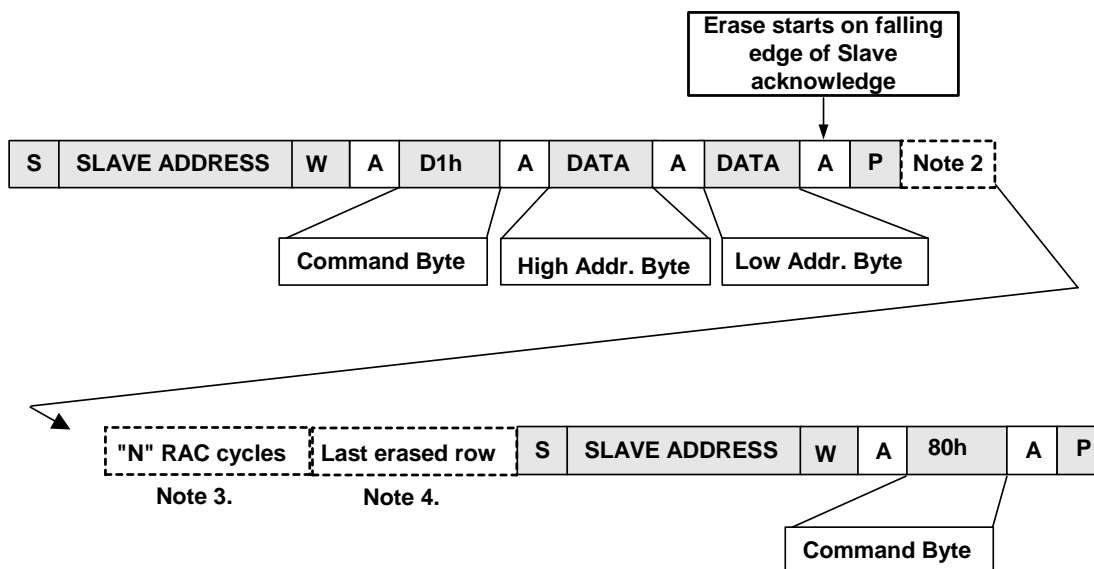 Erase starts on falling
edge of Slave
acknowledge
S SLAVE ADDRESS W A D1h A DATA A DATA A P Note 2
Command Byte High Addr. Byte Low Addr. Byte
"N" RAC cycles Last erased row S SLAVE ADDRESS W A 80h A P
Note 3. Note 4.
Command Byte